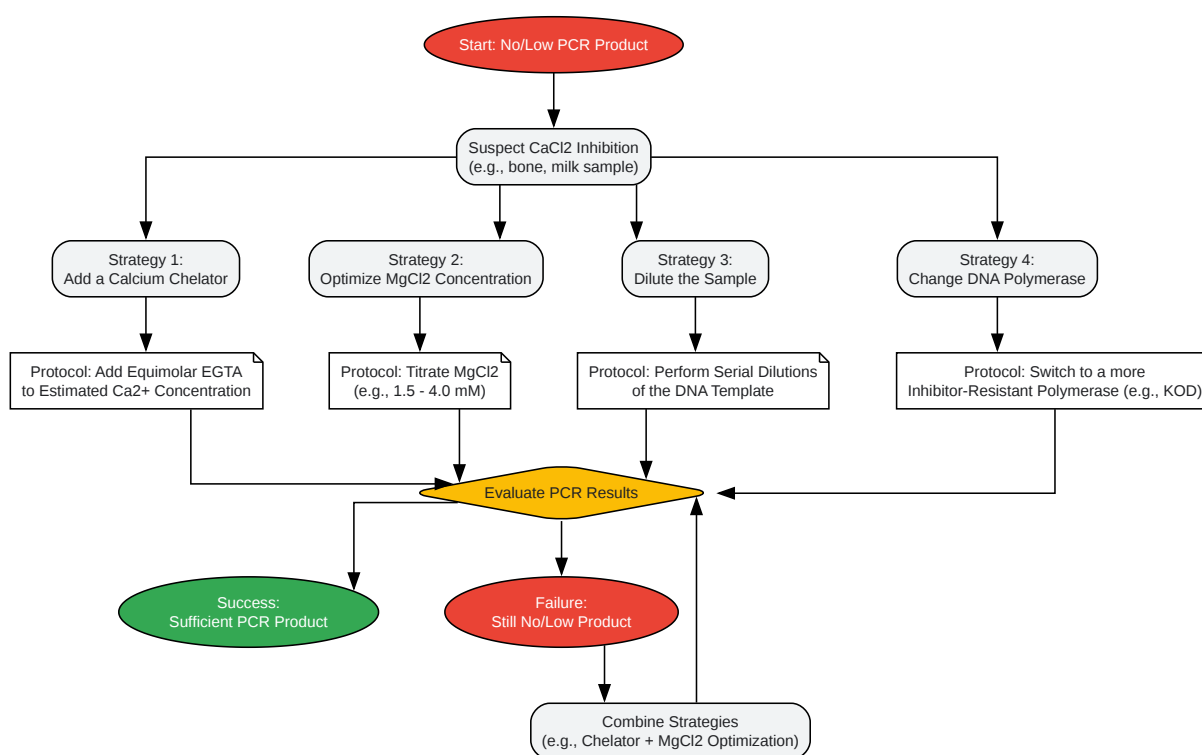 Start: No/Low PCR Product
Suspect CaCl2 Inhibition
(e.g., bone, milk sample)
Strategy 1:
Add a Calcium Chelator
Strategy 2:
Optimize MgCl2 Concentration
Strategy 3:
Dilute the Sample
Strategy 4:
Change DNA Polymerase
Protocol: Add Equimolar EGTA
to Estimated Ca2+ Concentration
Protocol: Titrate MgCl2
(e.g., 1.5 - 4.0 mM)
Protocol: Perform Serial Dilutions
of the DNA Template
Protocol: Switch to a more
Inhibitor-Resistant Polymerase (e.g., KOD)
Evaluate PCR Results
Success:
Sufficient PCR Product
Failure:
Still No/Low Product
Combine Strategies
(e.g., Chelator + MgCl2 Optimization)